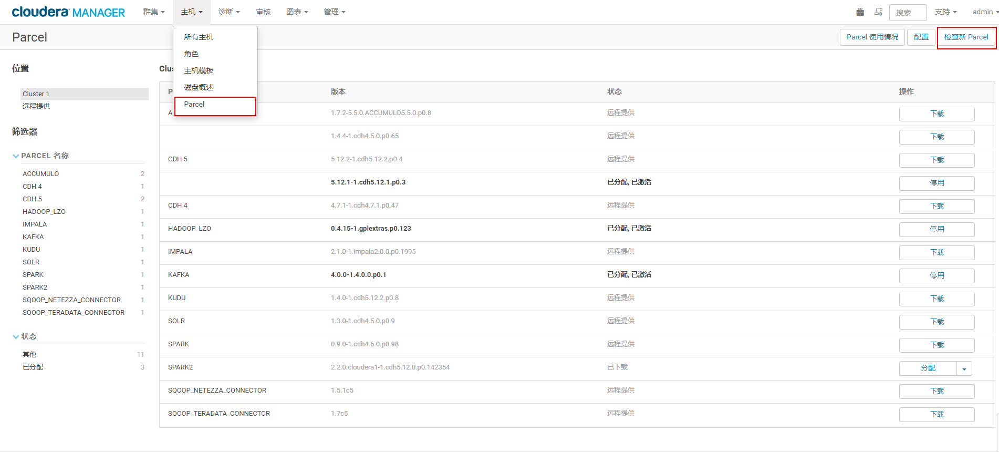 cloudera MANAGER 群集 主机 诊断 审核 图表 管理 搜索 支持 admin
Parcel Parcel 使用情况 配置 检查新 Parcel
所有主机
角色
主机模板
磁盘概述
Parcel
位置
Cluster 1
远程提供
筛选器
PARCEL 名称
ACCUMULO 2
CDH 4 1
CDH 5 2
HADOOP_LZO 1
IMPALA 1
KAFKA 1
KUDU 1
SOLR 1
SPARK 1
SPARK2 1
SQOOP_NETEZZA_CONNECTOR 1
SQOOP_TERADATA_CONNECTOR 1
状态
其他 11
已分配 3
版本 状态 操作
1.7.2-5.5.0.ACCUMULO5.5.0.p0.8 远程提供 下载
1.4.4-1.cdh4.5.0.p0.65 远程提供 下载
CDH 5 5.12.2-1.cdh5.12.2.p0.4 远程提供 下载
5.12.1-1.cdh5.12.1.p0.3 已分配, 已激活 停用
CDH 4 4.7.1-1.cdh4.7.1.p0.47 远程提供 下载
HADOOP_LZO 0.4.15-1.gplextras.p0.123 已分配, 已激活 停用
IMPALA 2.1.0-1.impala2.0.0.p0.1995 远程提供 下载
KAFKA 4.0.0-1.4.0.0.p0.1 已分配, 已激活 停用
KUDU 1.4.0-1.cdh5.12.2.p0.8 远程提供 下载
SOLR 1.3.0-1.cdh4.5.0.p0.9 远程提供 下载
SPARK 0.9.0-1.cdh4.6.0.p0.98 远程提供 下载
SPARK2 2.2.0.cloudera1-1.cdh5.12.0.p0.142354 已下载 分配
SQOOP_NETEZZA_CONNECTOR 1.5.1c5 远程提供 下载
SQOOP_TERADATA_CONNECTOR 1.7c5 远程提供 下载